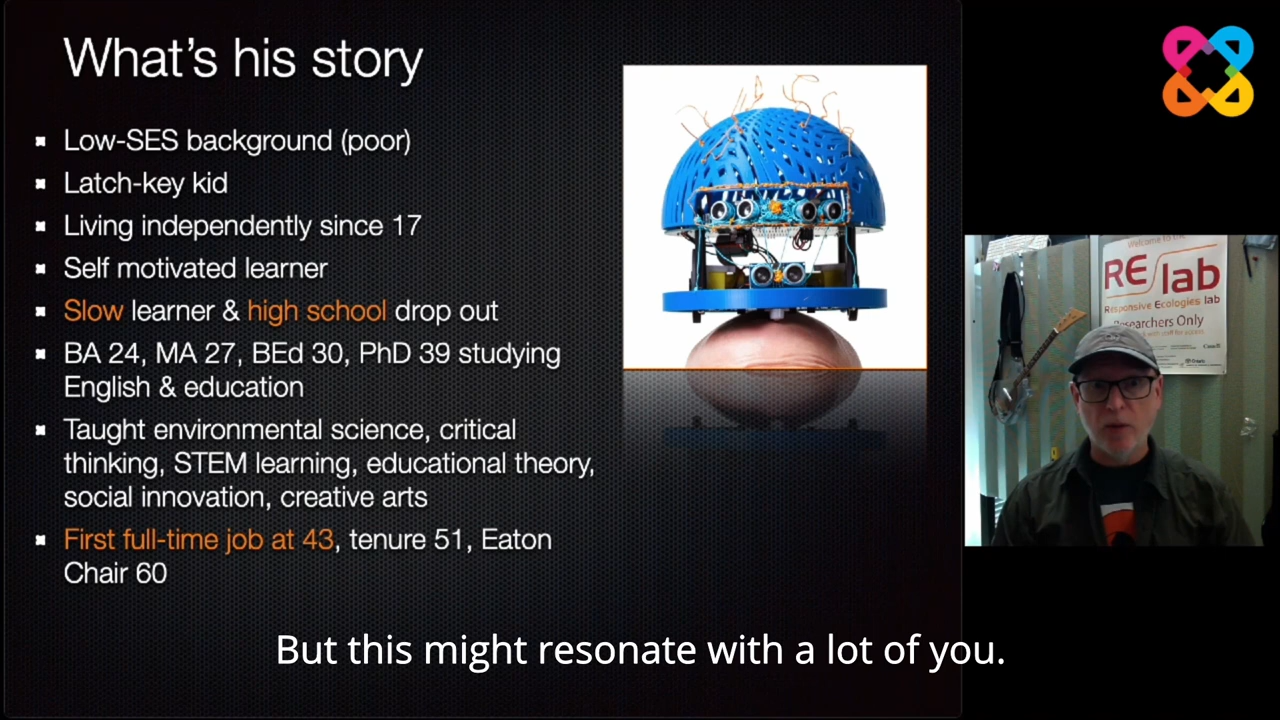 What's his story
Low-SES background (poor)
Latch-key kid
Living independently since 17
Self motivated learner
Slow learner & high school drop out
BA 24, MA 27, BEd 30, PhD 39 studying
English & education
Taught environmental science, critical
thinking, STEM learning, educational theory,
social innovation, creative arts
First full-time job at 43, tenure 51, Eaton
Chair 60
Welcome to the
RE lab
Responsive Ecologies lab
Researchers Only
But this might resonate with a lot of you.